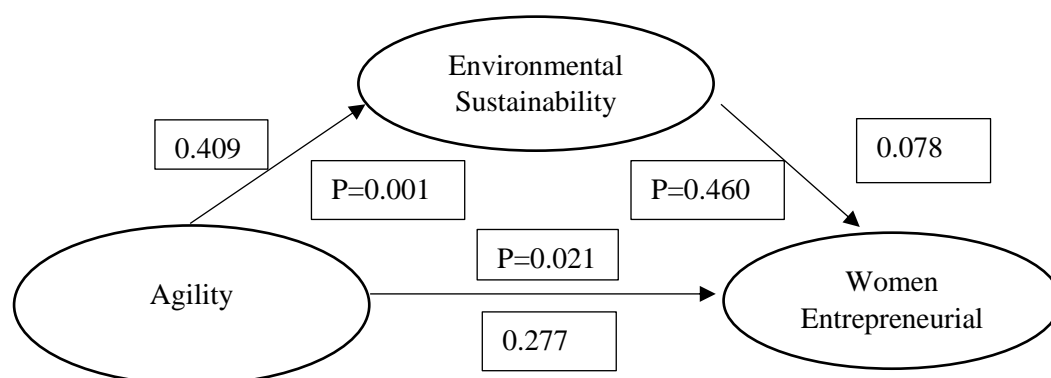 Environmental
Sustainability
0.409
0.078
P=0.001
P=0.460
P=0.021
Agility
Women
Entrepreneurial
0.277